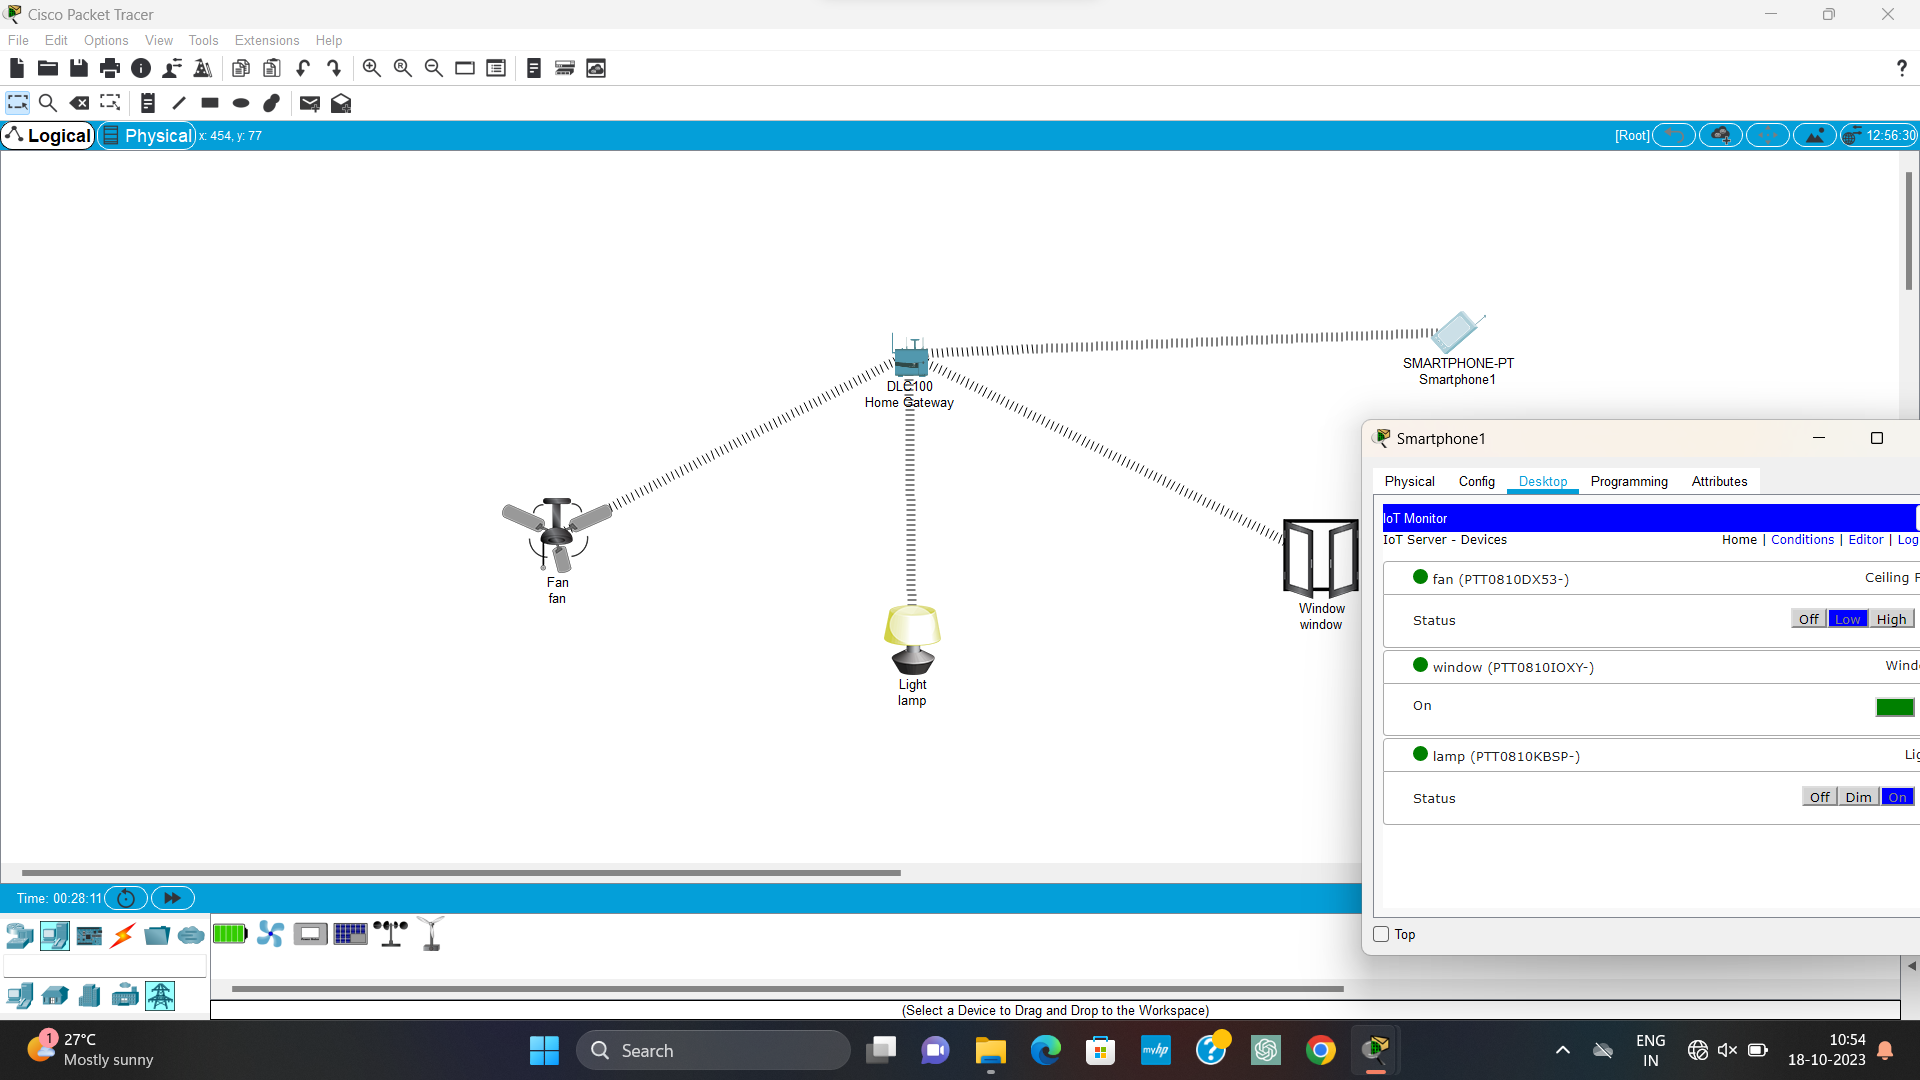 Cisco Packet Tracer
File Edit Options View Tools Extensions Help
?
Logical Physical x: 454, y: 77 [Root] 12:56:30
DLC100
Home Gateway
SMARTPHONE-PT
Smartphone1
Fan
fan
Light
lamp
Window
window
Smartphone1
Physical Config Desktop Programming Attributes
IoT Monitor
IoT Server - Devices Home | Conditions | Editor | Log
fan (PTT0810DX53-) Ceiling F
Status Off Low High
window (PTT0810IOXY-) Wind
On
lamp (PTT0810KBSP-) Lig
Status Off Dim On
Top
Time: 00:28:11
(Select a Device to Drag and Drop to the Workspace)
1 27°C
Mostly sunny
Search
myhp
ENG
IN
10:54
18-10-2023